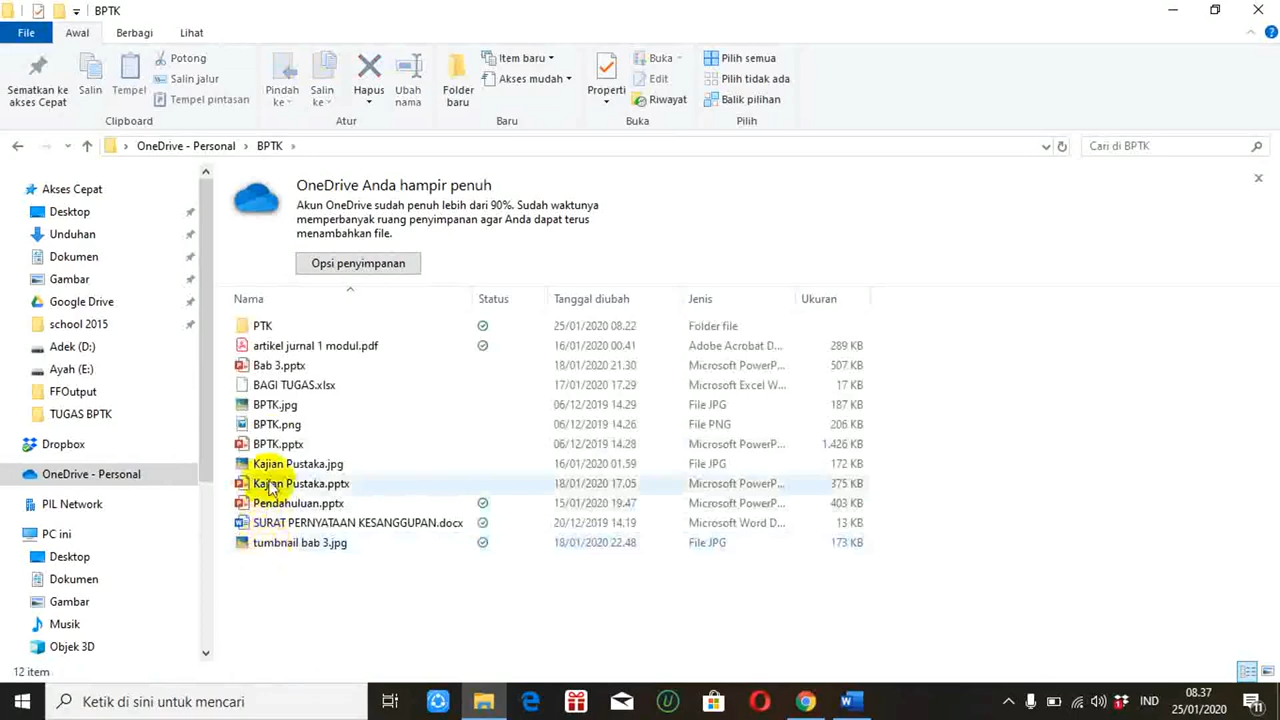 BPTK
File Awal Berbagi Lihat
Sematkan ke akses Cepat
Salin
Tempel
Potong
Salin jalur
Tempel pintasan
Clipboard
Pindah ke
Salin ke
Hapus
Ubah nama
Atur
Folder baru
Item baru
Akses mudah
Baru
Properti
Buka
Edit
Riwayat
Buka
Pilih semua
Pilih tidak ada
Balik pilihan
Pilih
OneDrive - Personal > BPTK >
Cari di BPTK
Akses Cepat
Desktop
Unduhan
Dokumen
Gambar
Google Drive
school 2015
Adek (D:)
Ayah (E:)
FFOutput
TUGAS BPTK
Dropbox
OneDrive - Personal
PIL Network
PC ini
Desktop
Dokumen
Gambar
Musik
Objek 3D
OneDrive Anda hampir penuh
Akun OneDrive sudah penuh lebih dari 90%. Sudah waktunya
memperbanyak ruang penyimpanan agar Anda dapat terus
menambahkan file.
Opsi penyimpanan
Nama Status Tanggal diubah Jenis Ukuran
PTK 25/01/2020 08.22 Folder file
artikel jurnal 1 modul.pdf 16/01/2020 00.41 Adobe Acrobat D... 289 KB
Bab 3.pptx 18/01/2020 21.30 Microsoft PowerP... 507 KB
BAGI TUGAS.xlsx 17/01/2020 17.29 Microsoft Excel W... 17 KB
BPTK.jpg 06/12/2019 14.29 File JPG 187 KB
BPTK.png 06/12/2019 14.26 File PNG 206 KB
BPTK.pptx 06/12/2019 14.28 Microsoft PowerP... 1.426 KB
Kajian Pustaka.jpg 16/01/2020 01.59 File JPG 172 KB
Kajian Pustaka.pptx 18/01/2020 17.05 Microsoft PowerP... 375 KB
Pendahuluan.pptx 15/01/2020 19.47 Microsoft PowerP... 403 KB
SURAT PERNYATAAN KESANGGUPAN.docx 20/12/2019 14.19 Microsoft Word D... 13 KB
tumbnail bab 3.jpg 18/01/2020 22.48 File JPG 173 KB
12 item
Ketik di sini untuk mencari
IND
08.37
25/01/2020
11